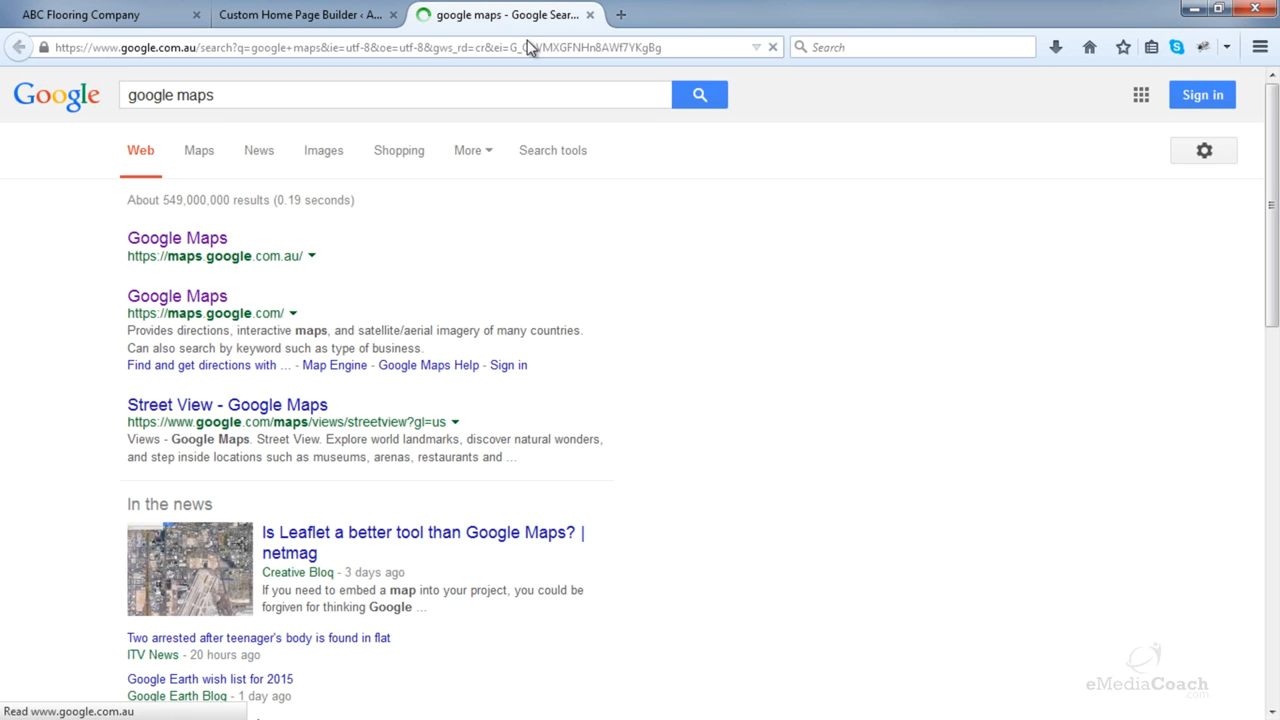 ABC Flooring Company
Custom Home Page Builder ‹ A...
google maps - Google Sear...
https://www.google.com.au/search?q=google+maps&ie=utf-8&oe=utf-8&gws_rd=cr&ei=G_
Search
Google
google maps
Sign in
Web Maps News Images Shopping More Search tools
About 549,000,000 results (0.19 seconds)
Google Maps
https://maps.google.com.au/
Google Maps
https://maps.google.com/
Provides directions, interactive maps, and satellite/aerial imagery of many countries.
Can also search by keyword such as type of business.
Find and get directions with ... - Map Engine - Google Maps Help - Sign in
Street View - Google Maps
https://www.google.com/maps/views/streetview?gl=us
Views - Google Maps. Street View. Explore world landmarks, discover natural wonders,
and step inside locations such as museums, arenas, restaurants and ...
In the news
Is Leaflet a better tool than Google Maps? |
netmag
Creative Bloq - 3 days ago
If you need to embed a map into your project, you could be
forgiven for thinking Google ...
Two arrested after teenager's body is found in flat
ITV News - 20 hours ago
Google Earth wish list for 2015
Google Earth Blog - 1 day ago
Read www.google.com.au
eMediaCoach
.com